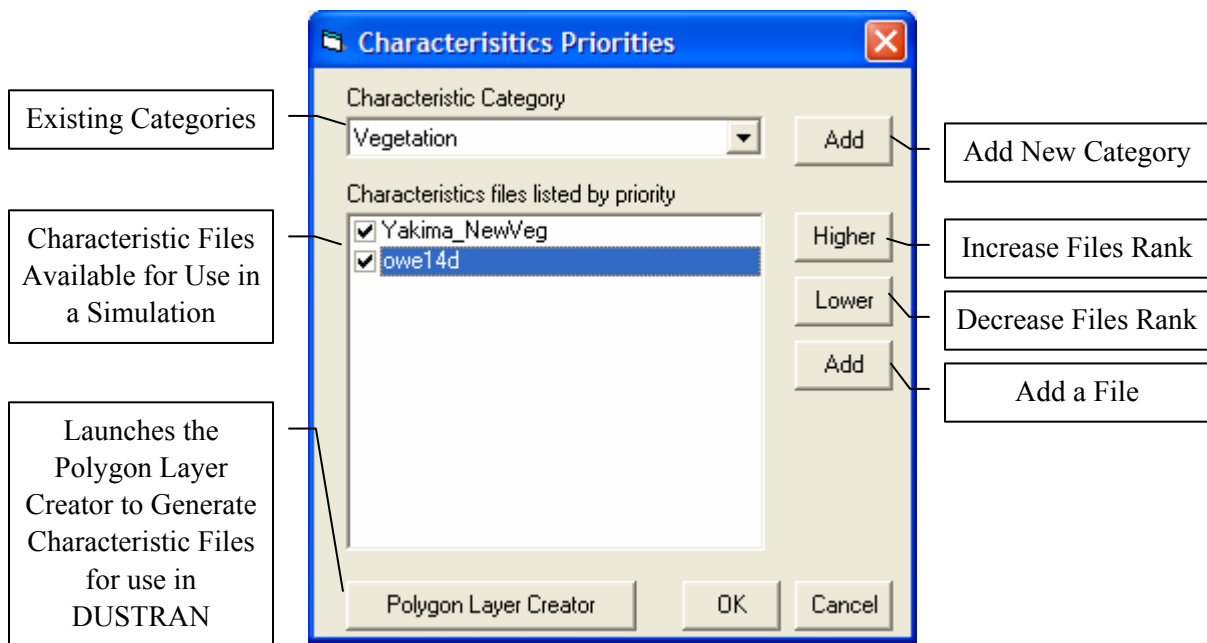 Characterisitics Priorities
Existing Categories
Characteristic Category
Vegetation
Add
Add New Category
Characteristic Files
Available for Use in
a Simulation
Characteristics files listed by priority
Yakima_NewVeg
owe14d
Higher
Increase Files Rank
Lower
Decrease Files Rank
Add
Add a File
Launches the
Polygon Layer
Creator to Generate
Characteristic Files
for use in
DUSTRAN
Polygon Layer Creator
OK
Cancel